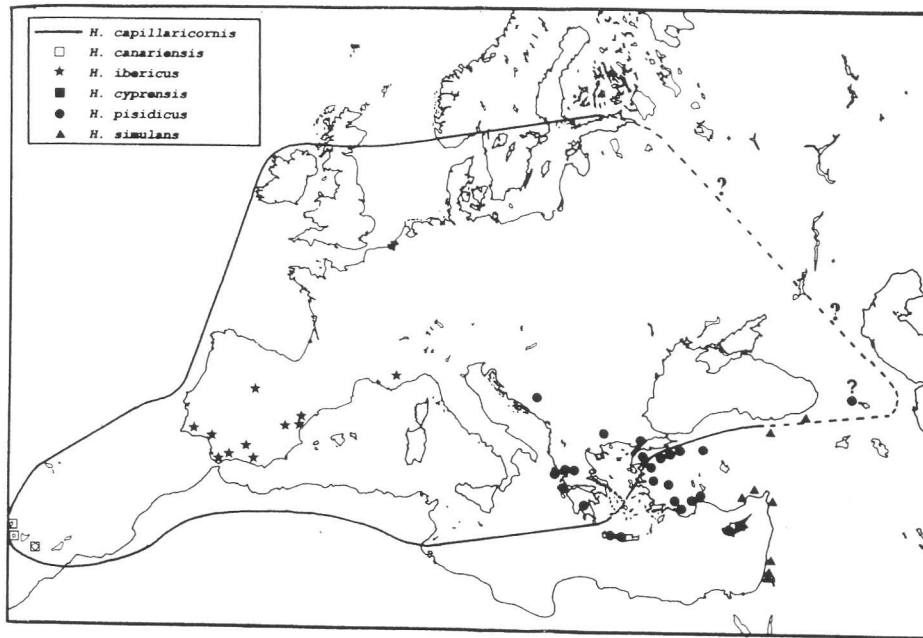 H. capillaricornis
H. canariensis
H. ibericus
H. cyprensis
H. pisidicus
H. simulans
?
?
?